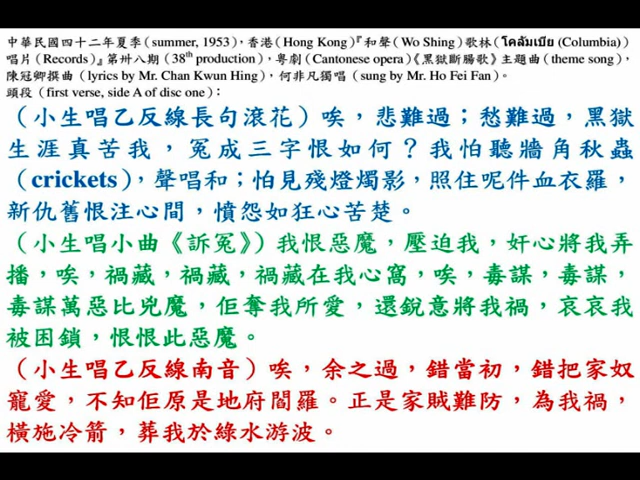 中華民國四十二年夏季（summer, 1953），香港（Hong Kong）『和聲（Wo Shing）歌林（โคลัมเบีย (Columbia)）
唱片（Records）』第卅八期（38th production），粵劇（Cantonese opera）《黑獄斷腸歌》主題曲（theme song），
陳冠卿撰曲（lyrics by Mr. Chan Kwun Hing），何非凡獨唱（sung by Mr. Ho Fei Fan）。
頭段（first verse, side A of disc one）：
（小生唱乙反線長句滾花）唉，悲難過；愁難過，黑獄
生涯真苦我，冤成三字恨如何？我怕聽牆角秋蟲
（crickets），聲唱和；怕見殘燈燭影，照住呢件血衣羅，
新仇舊恨注心間，憤怨如狂心苦楚。
（小生唱小曲《訴冤》）我恨惡魔，壓迫我，奸心將我弄
播，唉，禍藏，禍藏，禍藏在我心窩，唉，毒謀，毒謀，
毒謀萬惡比兇魔，佢奪我所愛，還銳意將我禍，哀哀我
被困鎖，恨恨此惡魔。
（小生唱乙反線南音）唉，余之過，錯當初，錯把家奴
寵愛，不知佢原是地府閻羅。正是家賊難防，為我禍，
橫施冷箭，葬我於綠水游波。